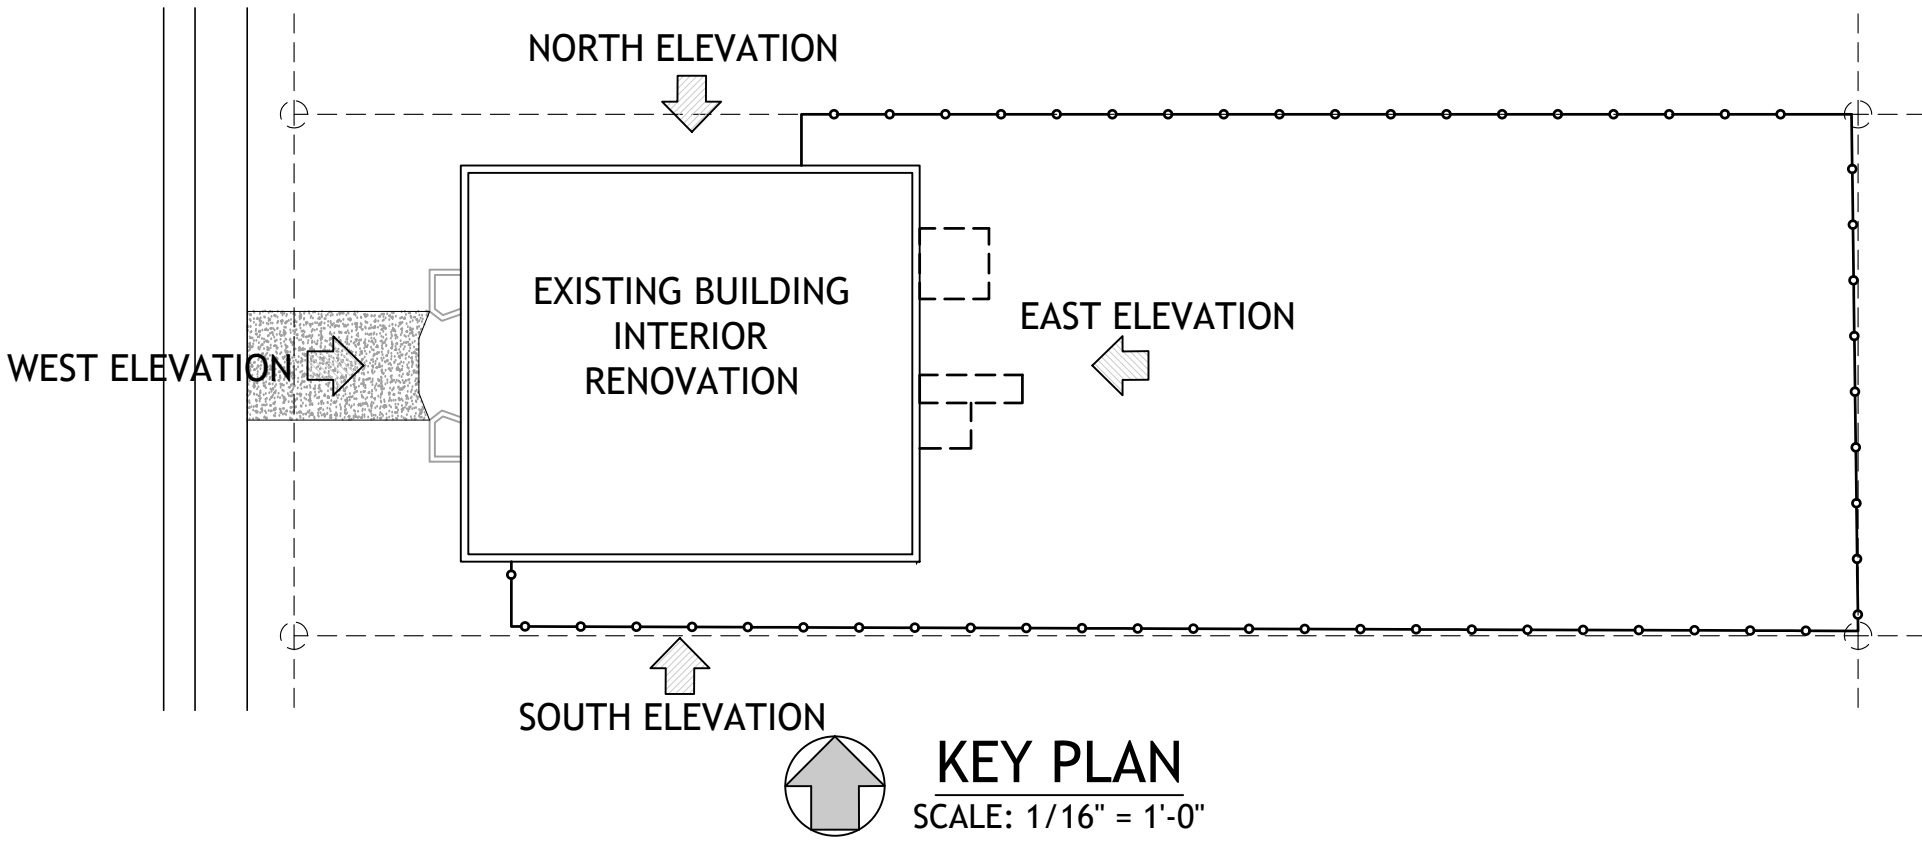 NORTH ELEVATION
EXISTING BUILDING
INTERIOR
RENOVATION
EAST ELEVATION
WEST ELEVATION
SOUTH ELEVATION
KEY PLAN
SCALE: 1/16" = 1'-0"